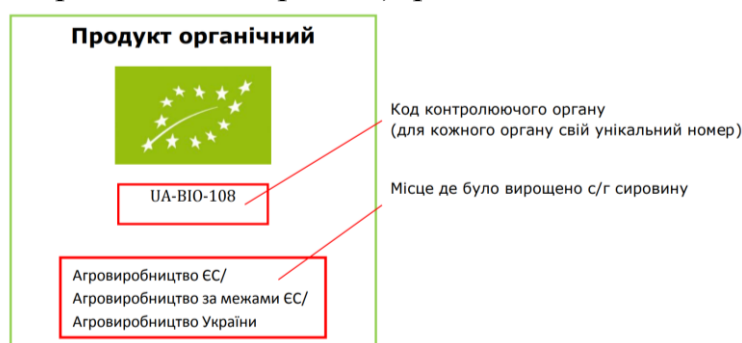 Продукт органічний
Код контролюючого органу
(для кожного органу свій унікальний номер)
UA-BIO-108
Місце де було вирощено с/г сировину
Агровиробництво ЄС/
Агровиробництво за межами ЄС/
Агровиробництво України